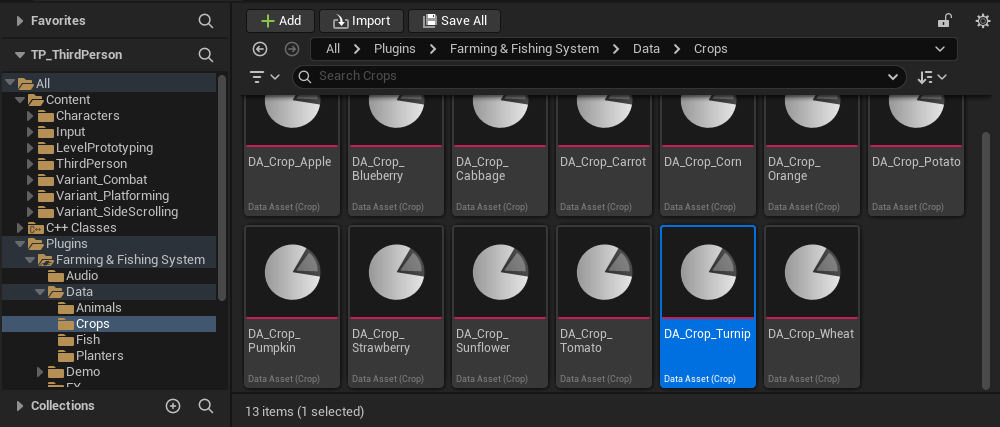 Favorites
TP_ThirdPerson
All
Content
Characters
Input
LevelPrototyping
ThirdPerson
Variant_Combat
Variant_Platforming
Variant_SideScrolling
C++ Classes
Plugins
Farming & Fishing System
Audio
Data
Animals
Crops
Fish
Planters
Demo
Collections
Add Import Save All
All Plugins Farming & Fishing System Data Crops
Search Crops
DA_Crop_Apple
Data Asset (Crop)
DA_Crop_
Blueberry
Data Asset (Crop)
DA_Crop_
Cabbage
Data Asset (Crop)
DA_Crop_Carrot
Data Asset (Crop)
DA_Crop_Corn
Data Asset (Crop)
DA_Crop_
Orange
Data Asset (Crop)
DA_Crop_Potato
Data Asset (Crop)
DA_Crop_
Pumpkin
Data Asset (Crop)
DA_Crop_
Strawberry
Data Asset (Crop)
DA_Crop_
Sunflower
Data Asset (Crop)
DA_Crop_
Tomato
Data Asset (Crop)
DA_Crop_Turnip
Data Asset (Crop)
DA_Crop_Wheat
Data Asset (Crop)
13 items (1 selected)